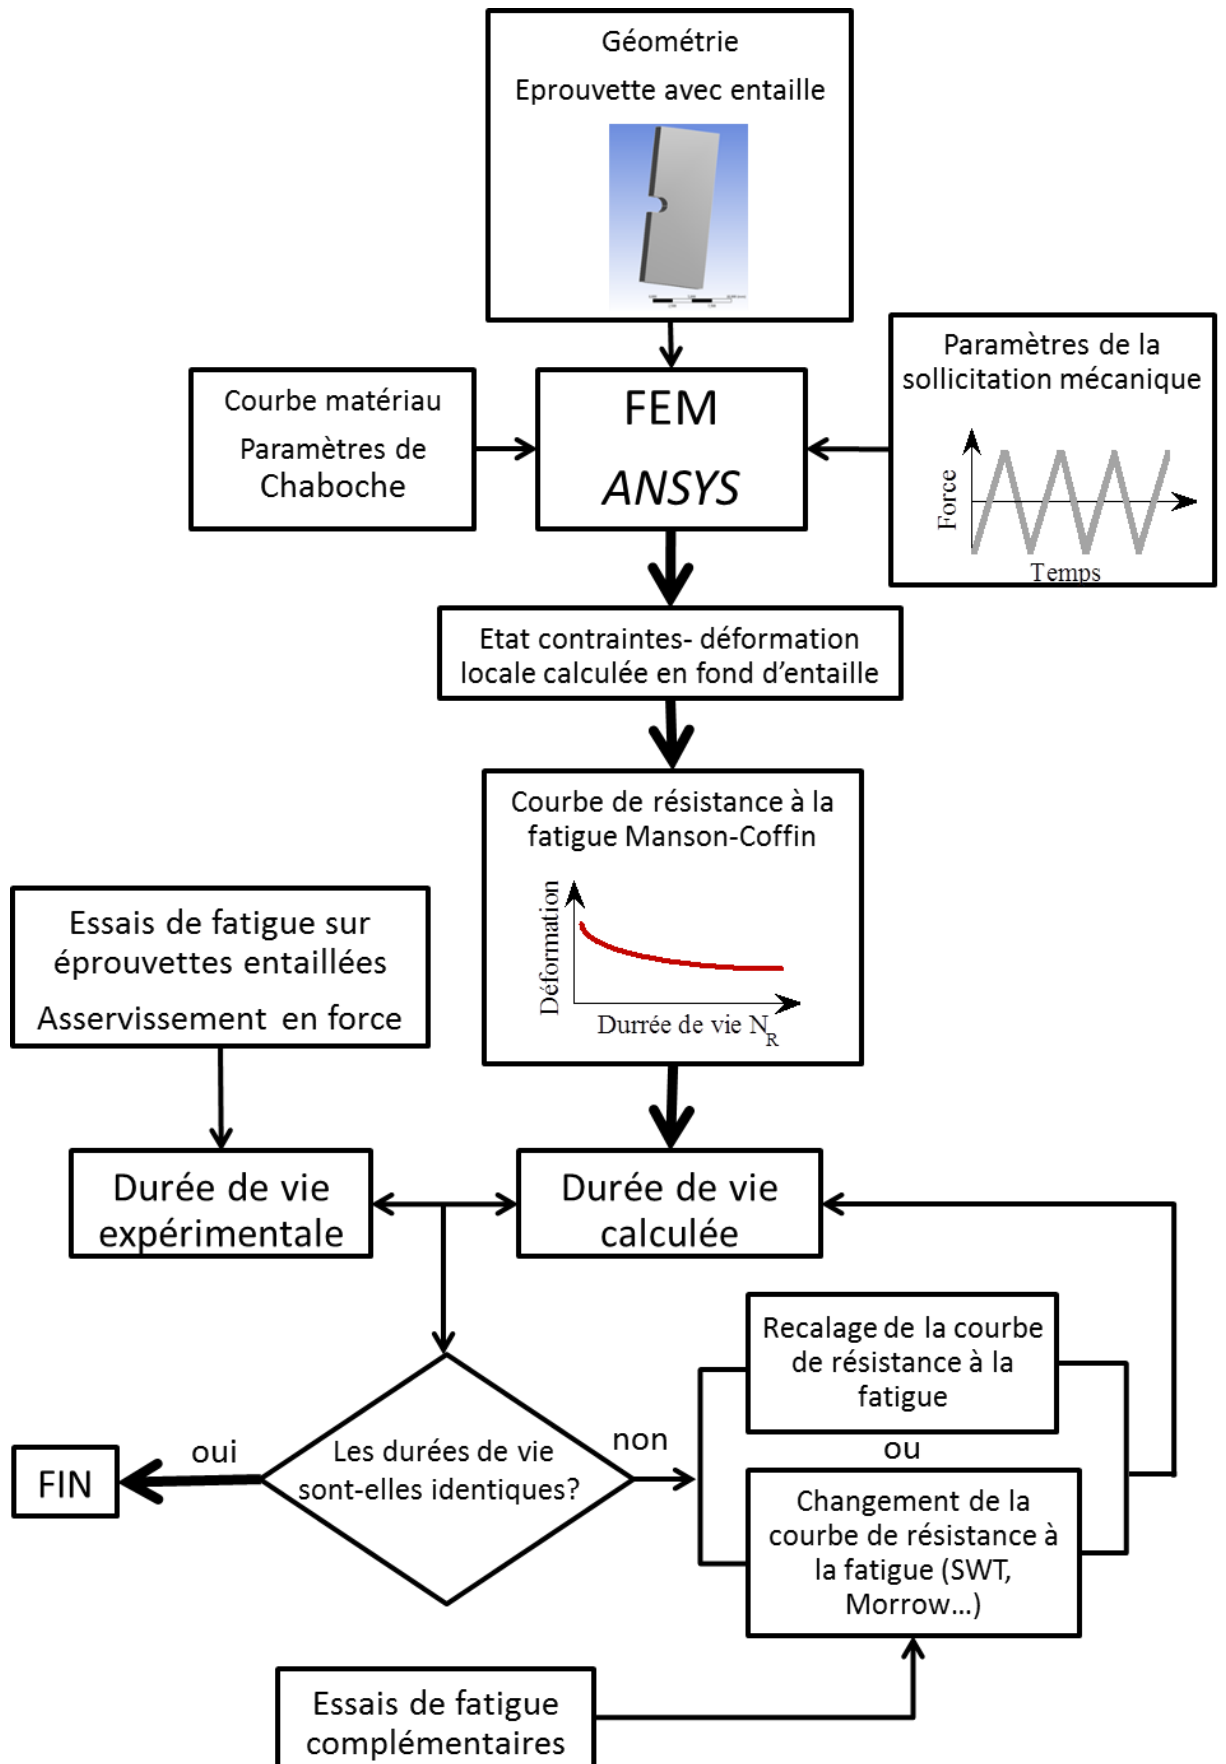 Géométrie
Eprouvette avec entaille
Paramètres de la
sollicitation mécanique
Force
Temps
Courbe matériau
Paramètres de
Chaboche
FEM
ANSYS
Etat contraintes- déformation
locale calculée en fond d'entaille
Courbe de résistance à la
fatigue Manson-Coffin
Déformation
Durrée de vie N_R
Essais de fatigue sur
éprouvettes entaillées
Asservissement en force
Durée de vie
expérimentale
Durée de vie
calculée
Les durées de vie
sont-elles identiques?
oui
FIN
non
Recalage de la courbe
de résistance à la
fatigue
ou
Changement de la
courbe de résistance à
la fatigue (SWT,
Morrow...)
Essais de fatigue
complémentaires